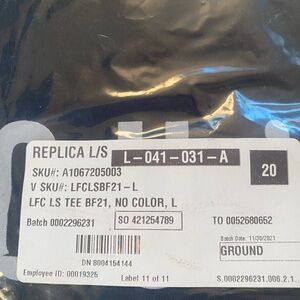 REPLICA L/S L-041-031-A
SKU#: A1067205003 20
V SKU#: LFCLSBF21-L
LFC LS TEE BF21, NO COLOR, L
Batch 0002296231 SO 421254789 TO 0052680652
Batch Date: 11/30/2021
GROUND
DN 8004154144
Employee ID: 00019325 Label 11 of 11 S.0002296231.006.2.1